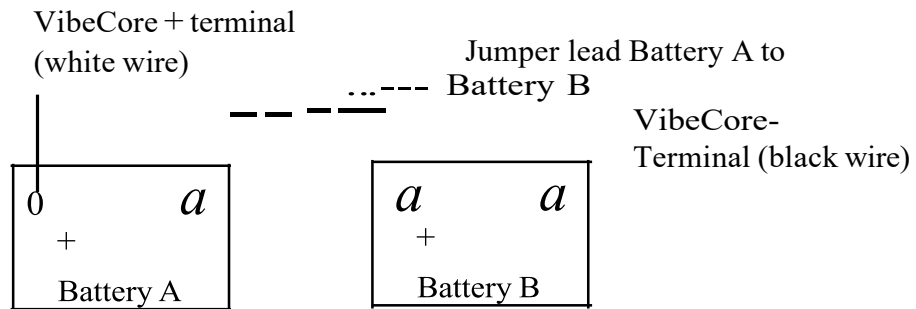 VibeCore + terminal
(white wire)
Jumper lead Battery A to
Battery B
VibeCore-
Terminal (black wire)
0 a
+
Battery A
a a
+
Battery B